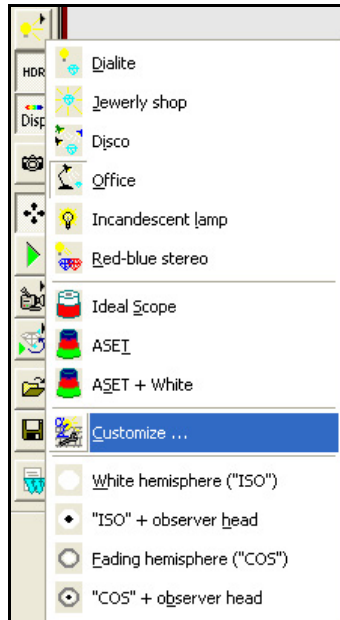 HDR
Disp
Dialite
Jewerly shop
Disco
Office
Incandescent lamp
Red-blue stereo
Ideal Scope
ASET
ASET + White
Customize ...
White hemisphere ("ISO")
"ISO" + observer head
Fading hemisphere ("COS")
"COS" + observer head